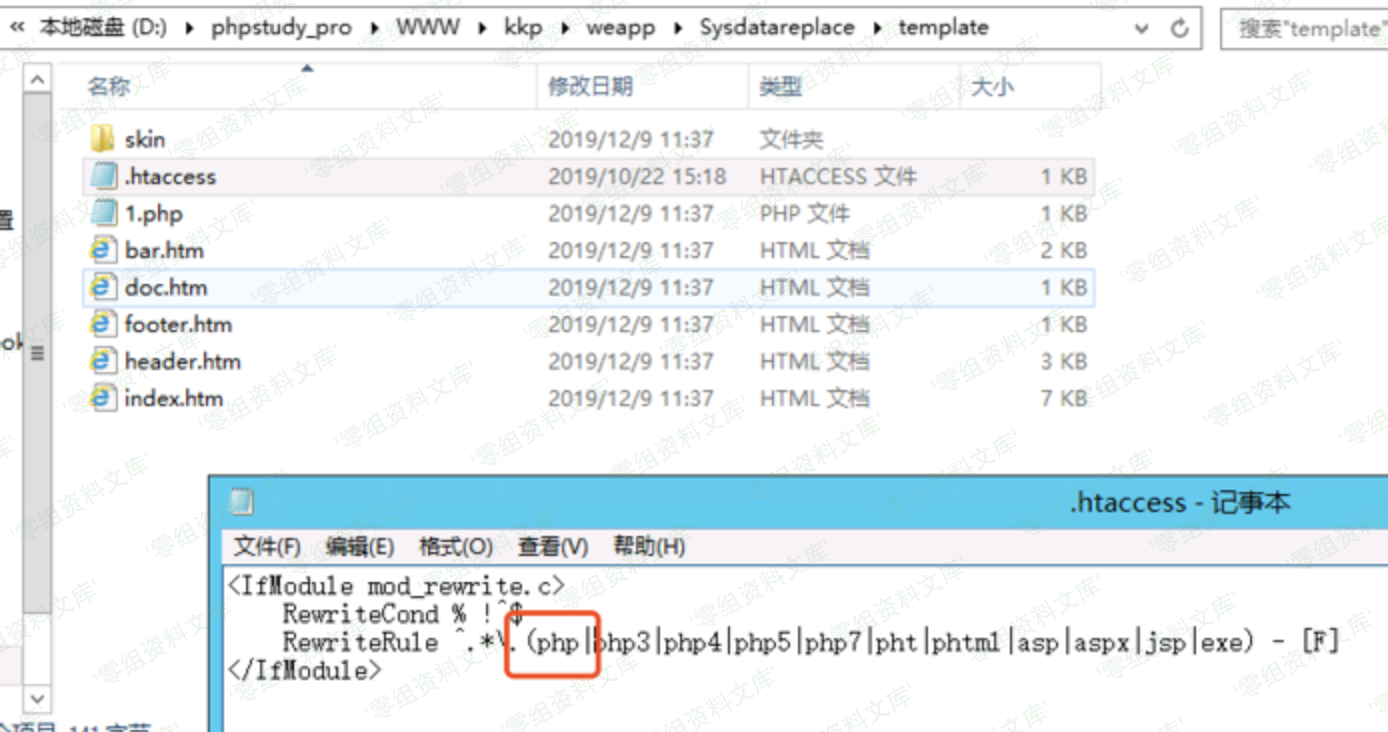 « 本地磁盘 (D:) ▸ phpstudy_pro ▸ WWW ▸ kkp ▸ weapp ▸ Sysdatareplace ▸ template 搜索"template"
名称 修改日期 类型 大小
skin 2019/12/9 11:37 文件夹
.htaccess 2019/10/22 15:18 HTACCESS 文件 1 KB
1.php 2019/12/9 11:37 PHP 文件 1 KB
置
bar.htm 2019/12/9 11:37 HTML 文档 2 KB
doc.htm 2019/12/9 11:37 HTML 文档 1 KB
footer.htm 2019/12/9 11:37 HTML 文档 1 KB
ook
header.htm 2019/12/9 11:37 HTML 文档 3 KB
index.htm 2019/12/9 11:37 HTML 文档 7 KB
.htaccess - 记事本
文件(F) 编辑(E) 格式(O) 查看(V) 帮助(H)
<IfModule mod_rewrite.c>
RewriteCond % !^$
RewriteRule ^.*\.(php|php3|php4|php5|php7|pht|phtml|asp|aspx|jsp|exe) - [F]
</IfModule>
个项目 141 字节
'零组资料文库'